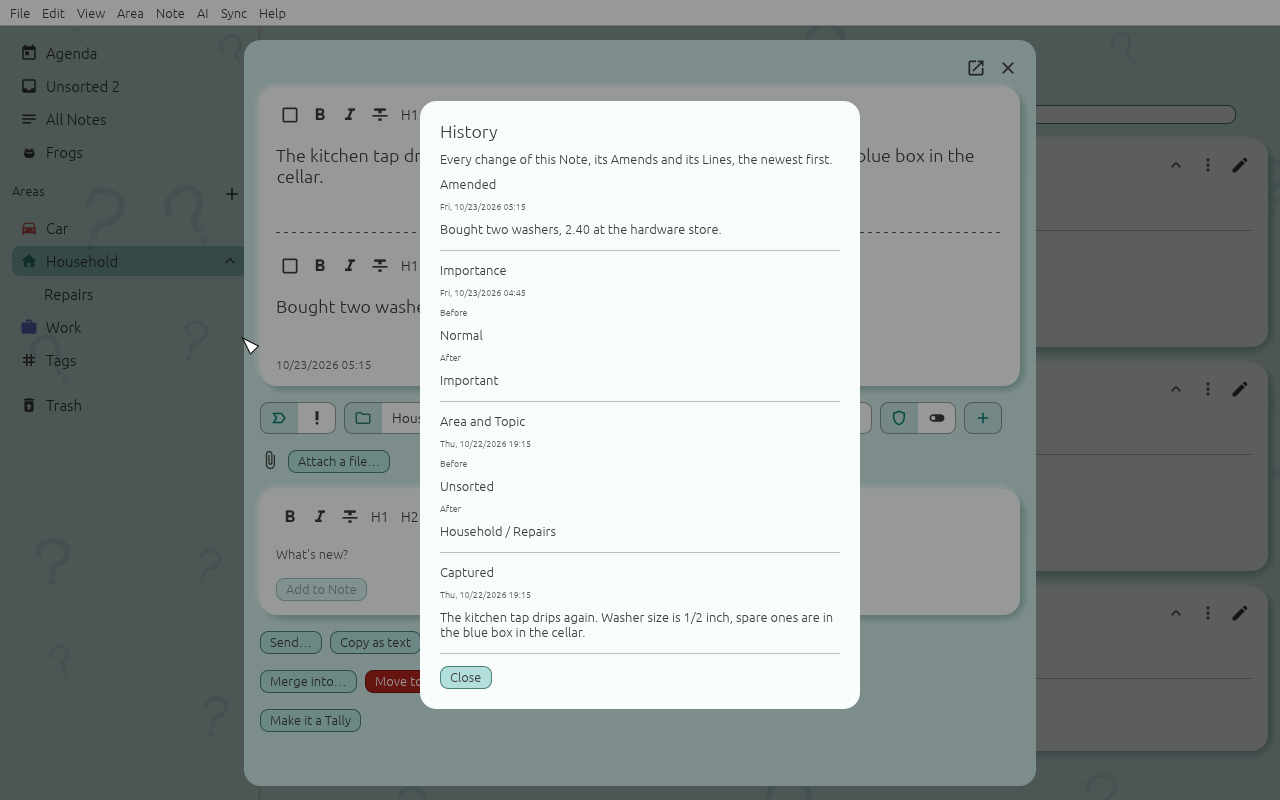 File Edit View Area Note AI Sync Help
Agenda
Unsorted 2
All Notes
Frogs
Areas
Car
Household
Repairs
Work
Tags
Trash
B I H1
The kitchen tap
blue box in the
cellar.
B I H1
Bought two
10/23/2026 05:15
Attach a file…
B I H1 H2
What's new?
Add to Note
Send… Copy as text
Merge into… Move
Make it a Tally
History
Every change of this Note, its Amends and its Lines, the newest first.
Amended
Fri, 10/23/2026 05:15
Bought two washers, 2.40 at the hardware store.
Importance
Fri, 10/23/2026 04:45
Before
Normal
After
Important
Area and Topic
Thu, 10/22/2026 19:15
Before
Unsorted
After
Household / Repairs
Captured
Thu, 10/22/2026 19:15
The kitchen tap drips again. Washer size is 1/2 inch, spare ones are in
the blue box in the cellar.
Close